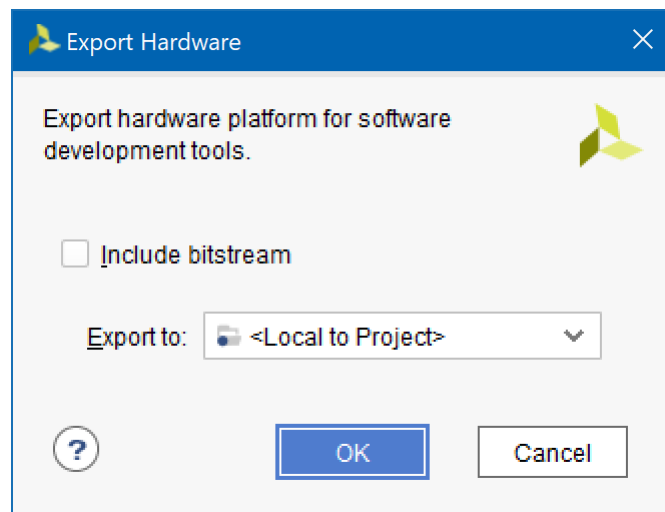 Export Hardware
Export hardware platform for software
development tools.
Include bitstream
Export to: <Local to Project>
?
OK Cancel